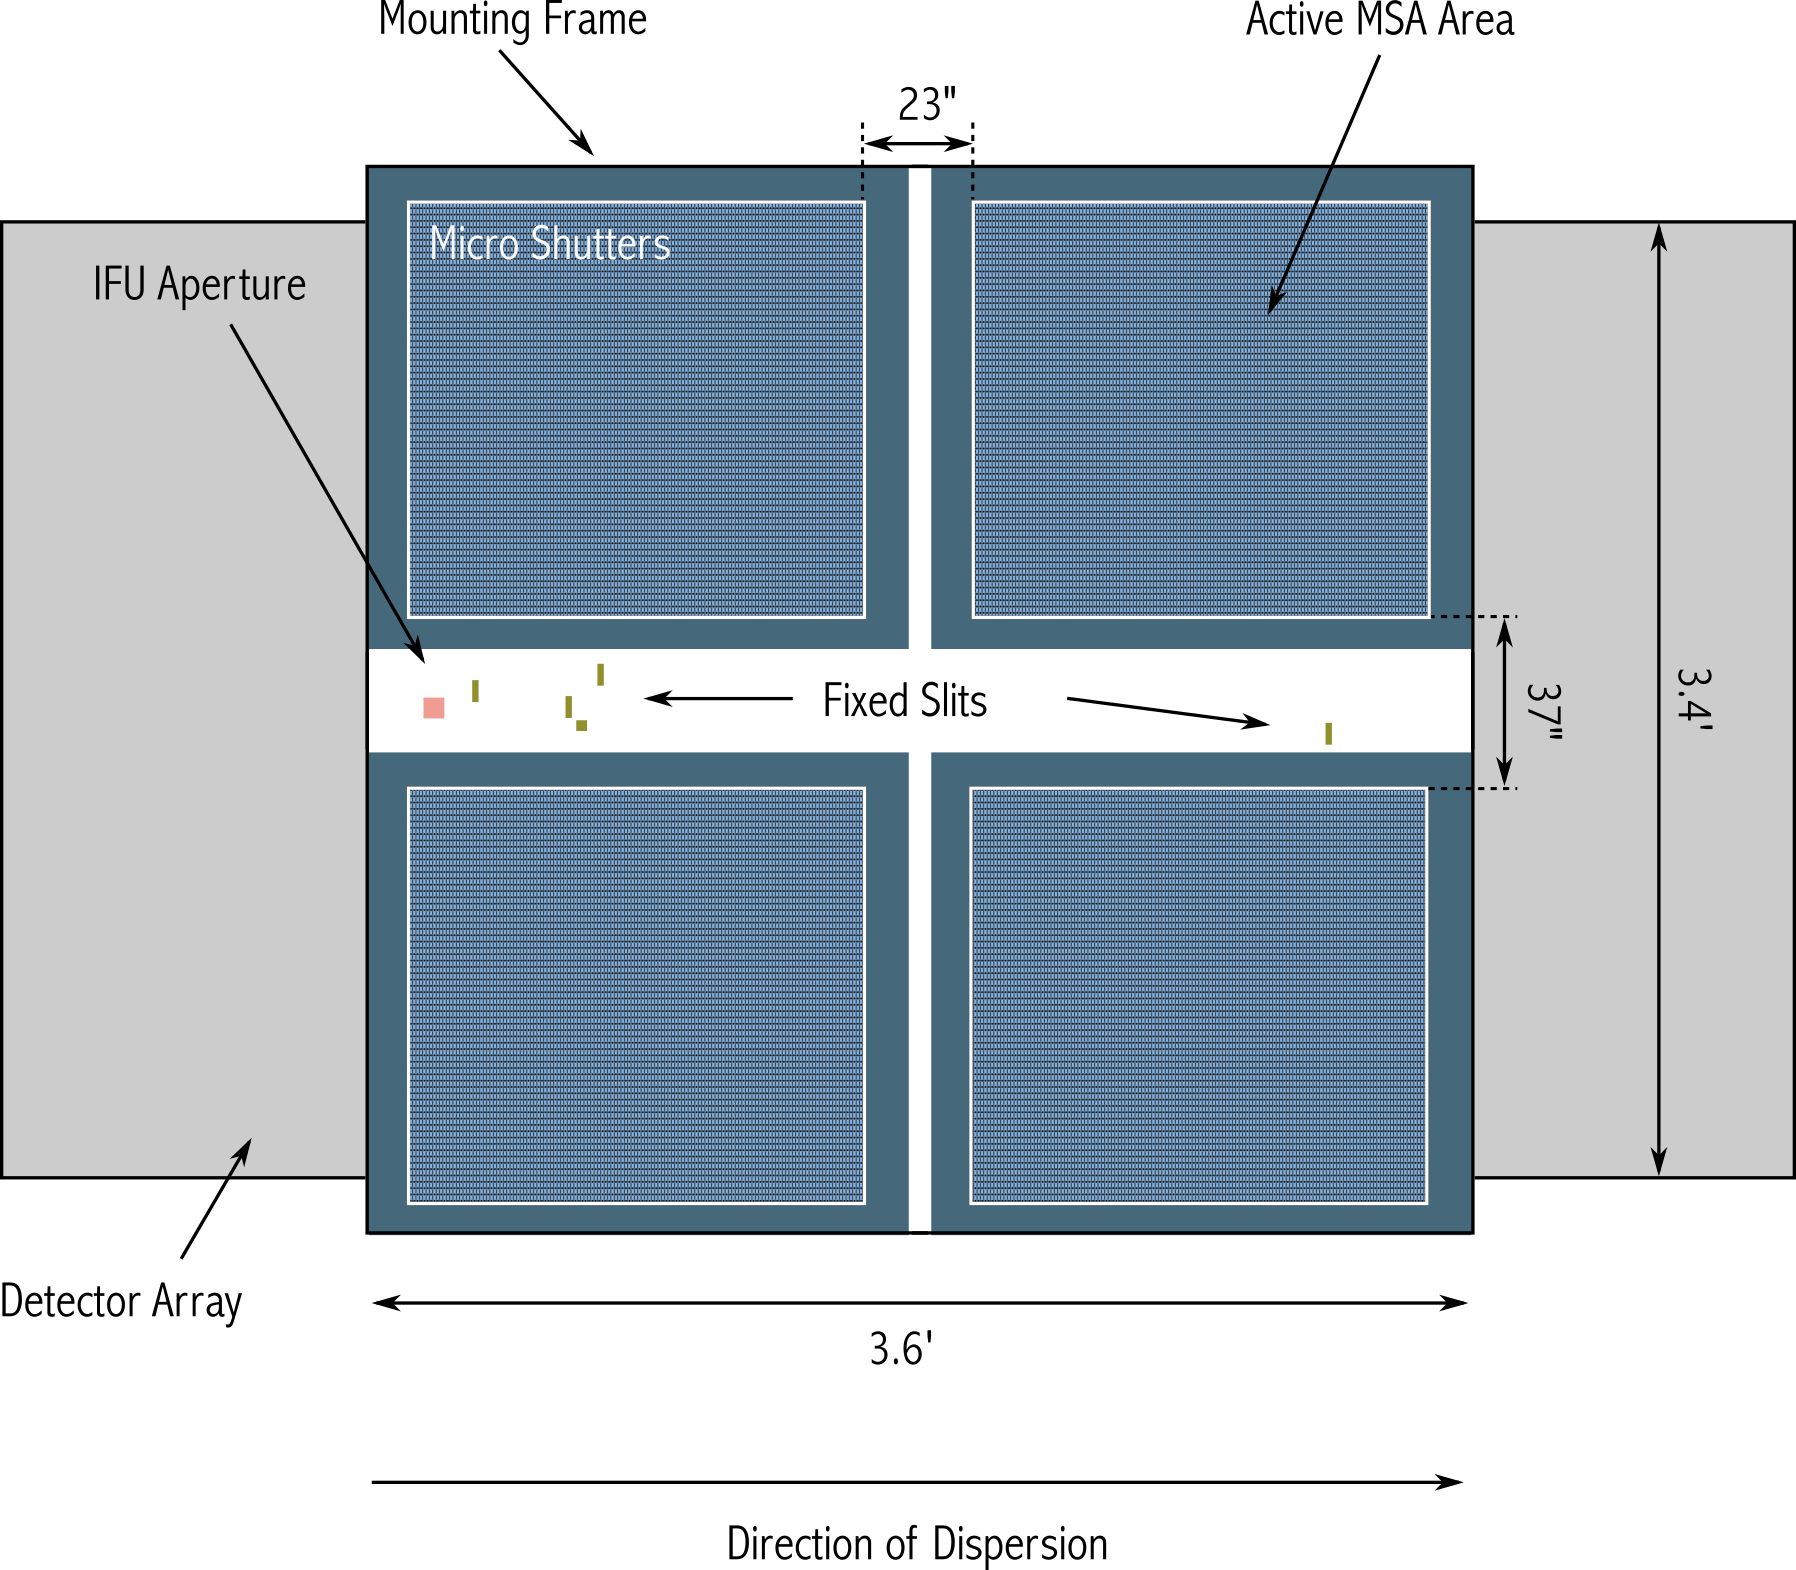 Mounting Frame
Active MSA Area
23"
Micro Shutters
IFU Aperture
Fixed Slits
37"
3.4'
Detector Array
3.6'
Direction of Dispersion